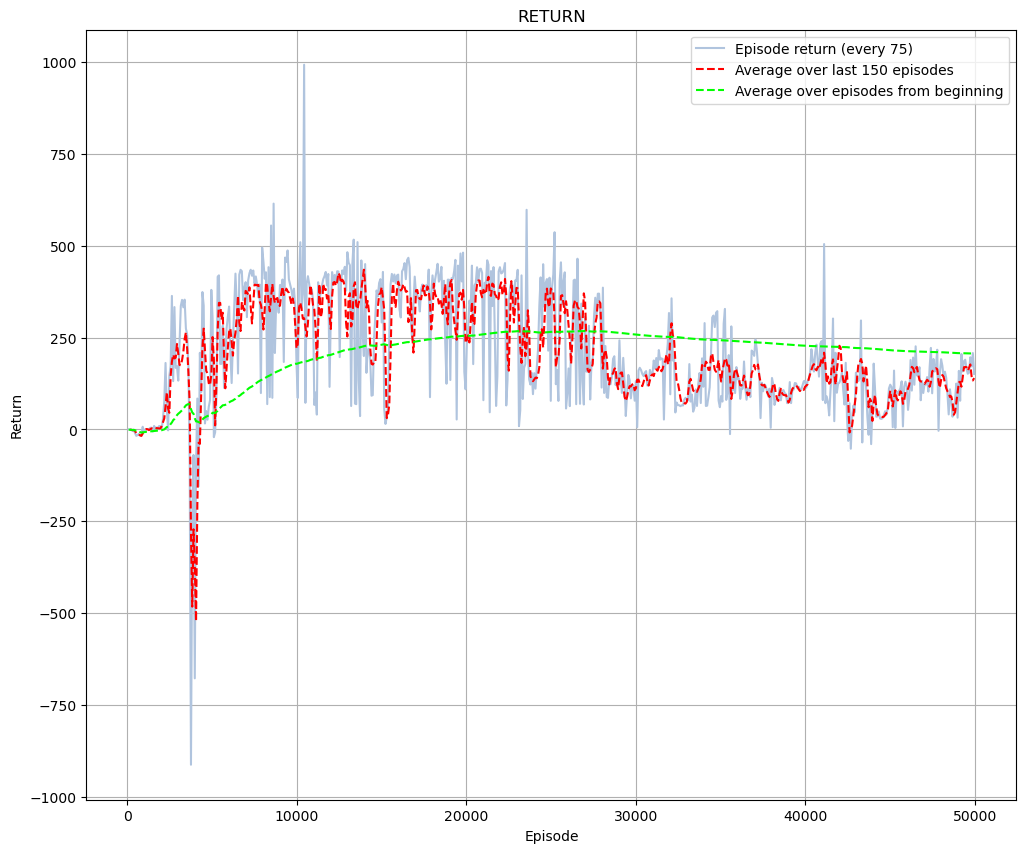 RETURN
Episode return (every 75)
Average over last 150 episodes
Average over episodes from beginning
1000
750
500
250
0
−250
−500
−750
−1000
Return
0 10000 20000 30000 40000 50000
Episode